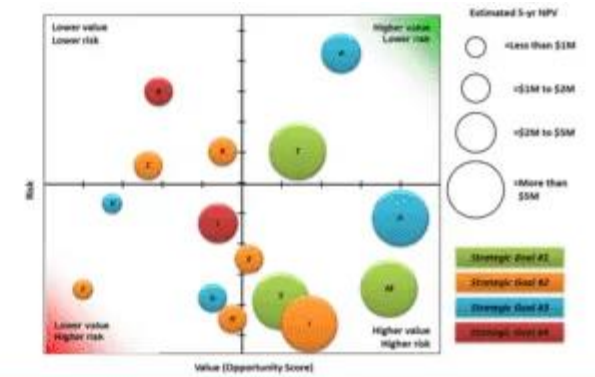 Lower value
Lower risk
Higher value
Lower risk
Estimated 5-yr NPV
=Less than $1M
=$1M to $2M
=$2M to $5M
=More than
$5M
Risk
T
M
Strategic Goal #1
Strategic Goal #2
Strategic Goal #3
Strategic Goal #4
Lower value
Higher risk
Higher value
Higher risk
Value (Opportunity Score)